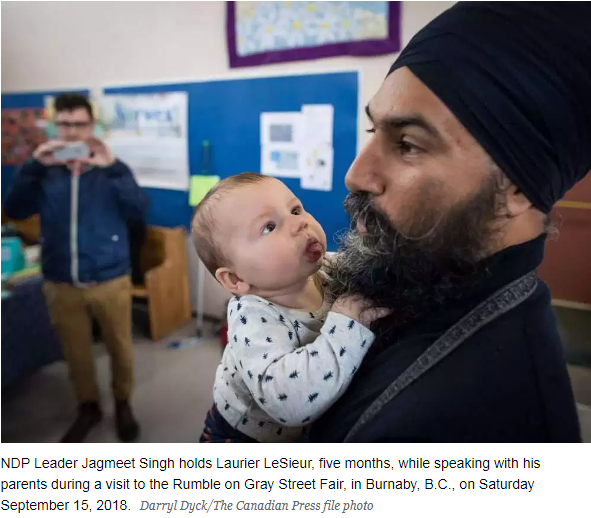 NDP Leader Jagmeet Singh holds Laurier LeSieur, five months, while speaking with his
parents during a visit to the Rumble on Gray Street Fair, in Burnaby, B.C., on Saturday
September 15, 2018. Darryl Dyck/The Canadian Press file photo